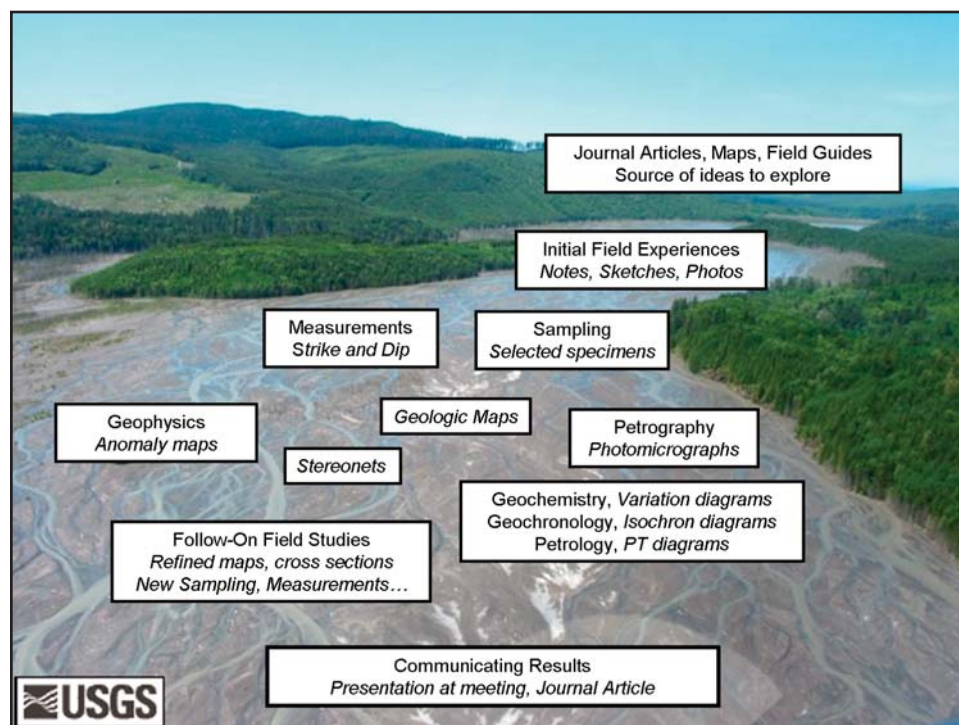 Journal Articles, Maps, Field Guides
Source of ideas to explore
Initial Field Experiences
Notes, Sketches, Photos
Measurements
Strike and Dip
Sampling
Selected specimens
Geologic Maps
Geophysics
Anomaly maps
Petrography
Photomicrographs
Stereonets
Geochemistry, Variation diagrams
Geochronology, Isochron diagrams
Petrology, PT diagrams
Follow-On Field Studies
Refined maps, cross sections
New Sampling, Measurements…
Communicating Results
Presentation at meeting, Journal Article
USGS